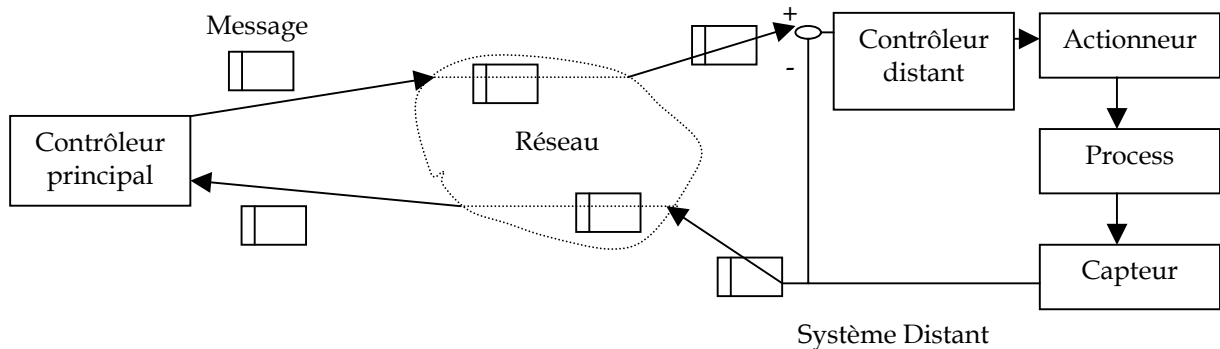 Message
+
-
Contrôleur
distant
Actionneur
Contrôleur
principal
Réseau
Process
Capteur
Système Distant